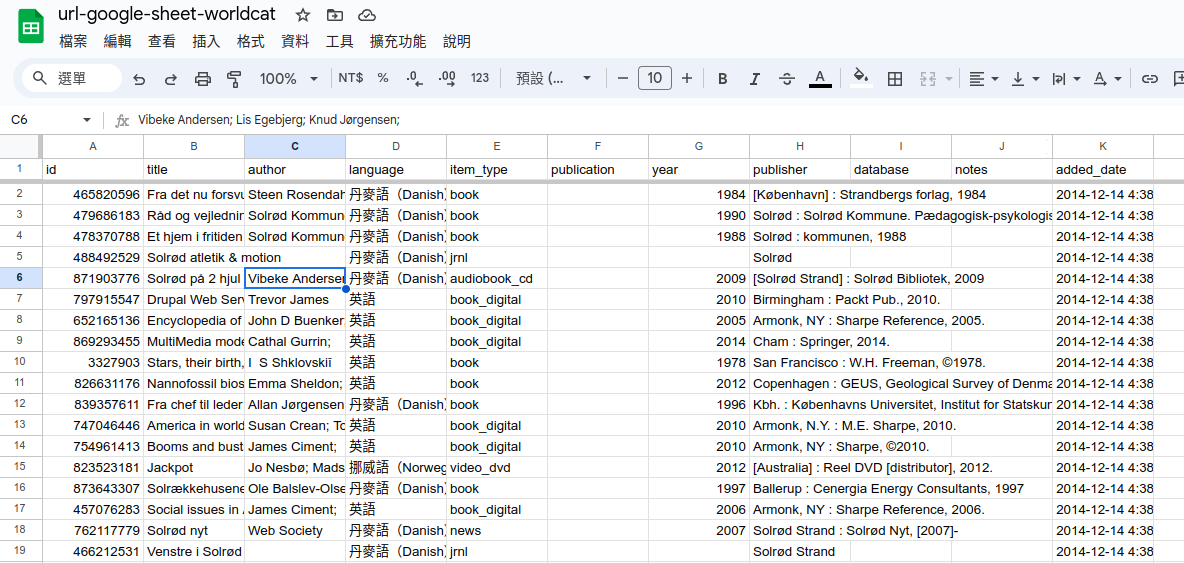 url-google-sheet-worldcat
檔案 編輯 查看 插入 格式 資料 工具 擴充功能 說明
選單 100% NT$ % .0 .00 123 預設 (... 10 B I A A
C6 fx Vibeke Andersen; Lis Egebjerg; Knud Jørgensen;
A B C D E F G H I J K
1 id title author language item_type publication year publisher database notes added_date
2 465820596 Fra det nu forsvu Steen Rosendah 丹麥語（Danish) book 1984 [København] : Strandbergs forlag, 1984 2014-12-14 4:38
3 479686183 Råd og vejlednin Solrød Kommun 丹麥語（Danish) book 1990 Solrød : Solrød Kommune. Pædagogisk-psykologis 2014-12-14 4:38
4 478370788 Et hjem i fritiden Solrød Kommun 丹麥語（Danish) book 1988 Solrød : kommunen, 1988 2014-12-14 4:38
5 488492529 Solrød atletik & motion 丹麥語（Danish) jrnl Solrød 2014-12-14 4:38
6 871903776 Solrød på 2 hjul Vibeke Andersen 丹麥語（Danish) audiobook_cd 2009 [Solrød Strand] : Solrød Bibliotek, 2009 2014-12-14 4:38
7 797915547 Drupal Web Serv Trevor James 英語 book_digital 2010 Birmingham : Packt Pub., 2010. 2014-12-14 4:38
8 652165136 Encyclopedia of John D Buenker; 英語 book_digital 2005 Armonk, NY : Sharpe Reference, 2005. 2014-12-14 4:38
9 869293455 MultiMedia mode Cathal Gurrin; 英語 book_digital 2014 Cham : Springer, 2014. 2014-12-14 4:38
10 3327903 Stars, their birth, I S Shklovskiĭ 英語 book 1978 San Francisco : W.H. Freeman, ©1978. 2014-12-14 4:38
11 826631176 Nannofossil bios Emma Sheldon; 英語 book 2012 Copenhagen : GEUS, Geological Survey of Denma 2014-12-14 4:38
12 839357611 Fra chef til leder Allan Jørgensen 丹麥語（Danish) book 1996 Kbh. : Københavns Universitet, Institut for Statskun 2014-12-14 4:38
13 747046446 America in world Susan Crean; To 英語 book_digital 2010 Armonk, N.Y. : M.E. Sharpe, 2010. 2014-12-14 4:38
14 754961413 Booms and bust James Ciment; 英語 book_digital 2010 Armonk, NY : Sharpe, ©2010. 2014-12-14 4:38
15 823523181 Jackpot Jo Nesbø; Mads 挪威語（Norweg video_dvd 2012 [Australia] : Reel DVD [distributor], 2012. 2014-12-14 4:38
16 873643307 Solrækkehusene Ole Balslev-Olse 丹麥語（Danish) book 1997 Ballerup : Cenergia Energy Consultants, 1997 2014-12-14 4:38
17 457076283 Social issues in James Ciment; 英語 book_digital 2006 Armonk, NY : Sharpe Reference, 2006. 2014-12-14 4:38
18 762117779 Solrød nyt Web Society 丹麥語（Danish) news 2007 Solrød Strand : Solrød Nyt, [2007]- 2014-12-14 4:38
19 466212531 Venstre i Solrød 丹麥語（Danish) jrnl Solrød Strand 2014-12-14 4:38